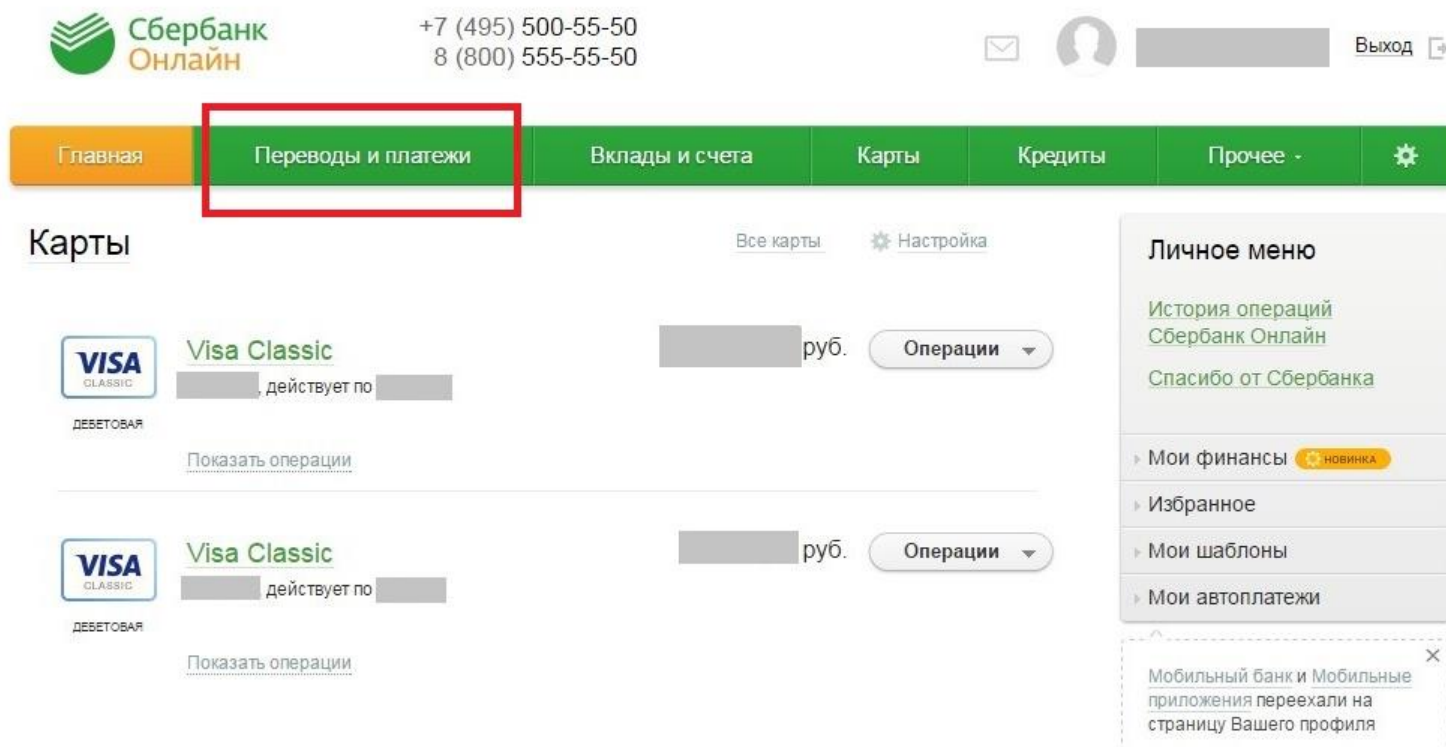 Сбербанк
Онлайн
+7 (495) 500-55-50
8 (800) 555-55-50
Выход
Главная
Переводы и платежи
Вклады и счета
Карты
Кредиты
Прочее
Карты
Все карты
Настройка
VISA
CLASSIC
ДЕБЕТОВАЯ
Visa Classic
, действует по
Показать операции
руб.
Операции
VISA
CLASSIC
ДЕБЕТОВАЯ
Visa Classic
действует по
Показать операции
руб.
Операции
Личное меню
История операций
Сбербанк Онлайн
Спасибо от Сбербанка
Мои финансы НОВИНКА
Избранное
Мои шаблоны
Мои автоплатежи
Мобильный банк и Мобильные
приложения переехали на
страницу Вашего профиля